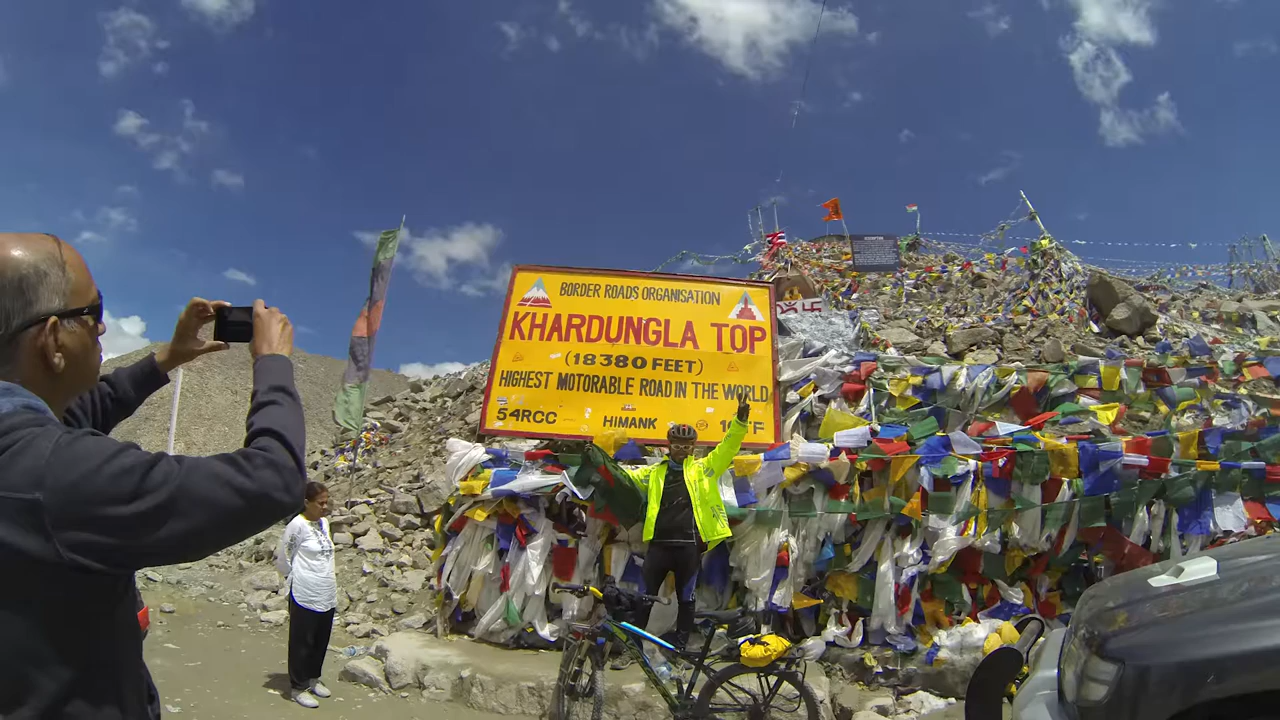 BORDER ROADS ORGANISATION
KHARDUNGLA TOP
(18380 FEET)
HIGHEST MOTORABLE ROAD IN THE WORLD
54RCC HIMANK